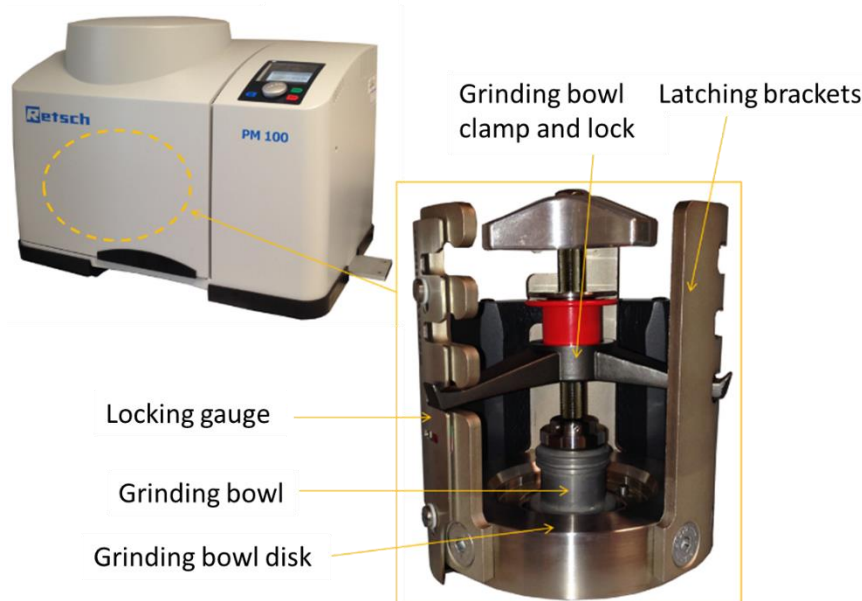 Retsch
PM 100
Grinding bowl
clamp and lock
Latching brackets
Locking gauge
Grinding bowl
Grinding bowl disk